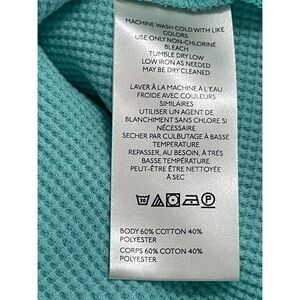 MACHINE WASH COLD WITH LIKE
COLORS
USE ONLY NON-CHLORINE
BLEACH
TUMBLE DRY LOW
LOW IRON AS NEEDED
MAY BE DRY CLEANED
LAVER À LA MACHINE À L'EAU
FROIDE AVEC COULEURS
SIMILAIRES
UTILISER UN AGENT DE
BLANCHIMENT SANS CHLORE SI
NÉCESSAIRE
SECHER PAR CULBUTAGE À BASSE
TEMPERATURE
REPASSER, AU BESOIN, À TRÈS
BASSE TEMPÉRATURE
PEUT-ÊTRE ÊTRE NETTOYÉE
À SEC
BODY 60% COTTON 40%
POLYESTER
CORPS 60% COTON 40%
POLYESTER